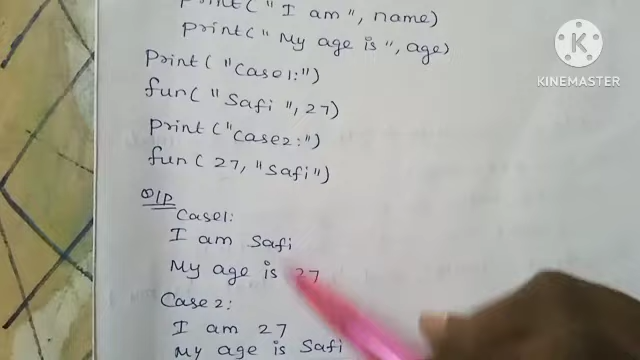 print("I am", name)
print("My age is", age)
print("Case1:")
fun("Safi", 27)
print("Case2:")
fun(27, "Safi")
O/P
Case1:
I am Safi
My age is 27
Case2:
I am 27
My age is Safi
K
KINEMASTER